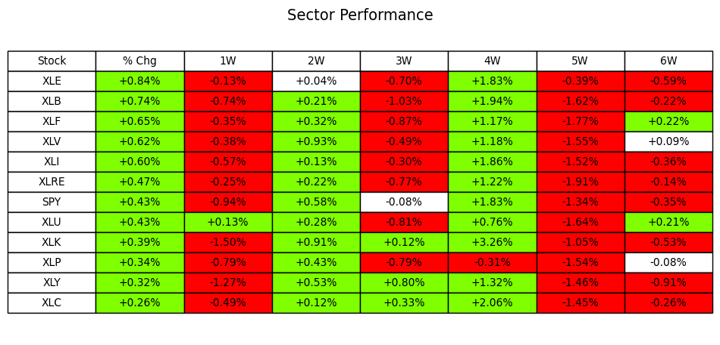 Sector Performance
Stock % Chg 1W 2W 3W 4W 5W 6W
XLE +0.84% -0.13% +0.04% -0.70% +1.83% -0.39% -0.59%
XLB +0.74% -0.74% +0.21% -1.03% +1.94% -1.62% -0.22%
XLF +0.65% -0.35% +0.32% -0.87% +1.17% -1.77% +0.22%
XLV +0.62% -0.38% +0.93% -0.49% +1.18% -1.55% +0.09%
XLI +0.60% -0.57% +0.13% -0.30% +1.86% -1.52% -0.36%
XLRE +0.47% -0.25% +0.22% -0.77% +1.22% -1.91% -0.14%
SPY +0.43% -0.94% +0.58% -0.08% +1.83% -1.34% -0.35%
XLU +0.43% +0.13% +0.28% -0.81% +0.76% -1.64% +0.21%
XLK +0.39% -1.50% +0.91% +0.12% +3.26% -1.05% -0.53%
XLP +0.34% -0.79% +0.43% -0.79% -0.31% -1.54% -0.08%
XLY +0.32% -1.27% +0.53% +0.80% +1.32% -1.46% -0.91%
XLC +0.26% -0.49% +0.12% +0.33% +2.06% -1.45% -0.26%